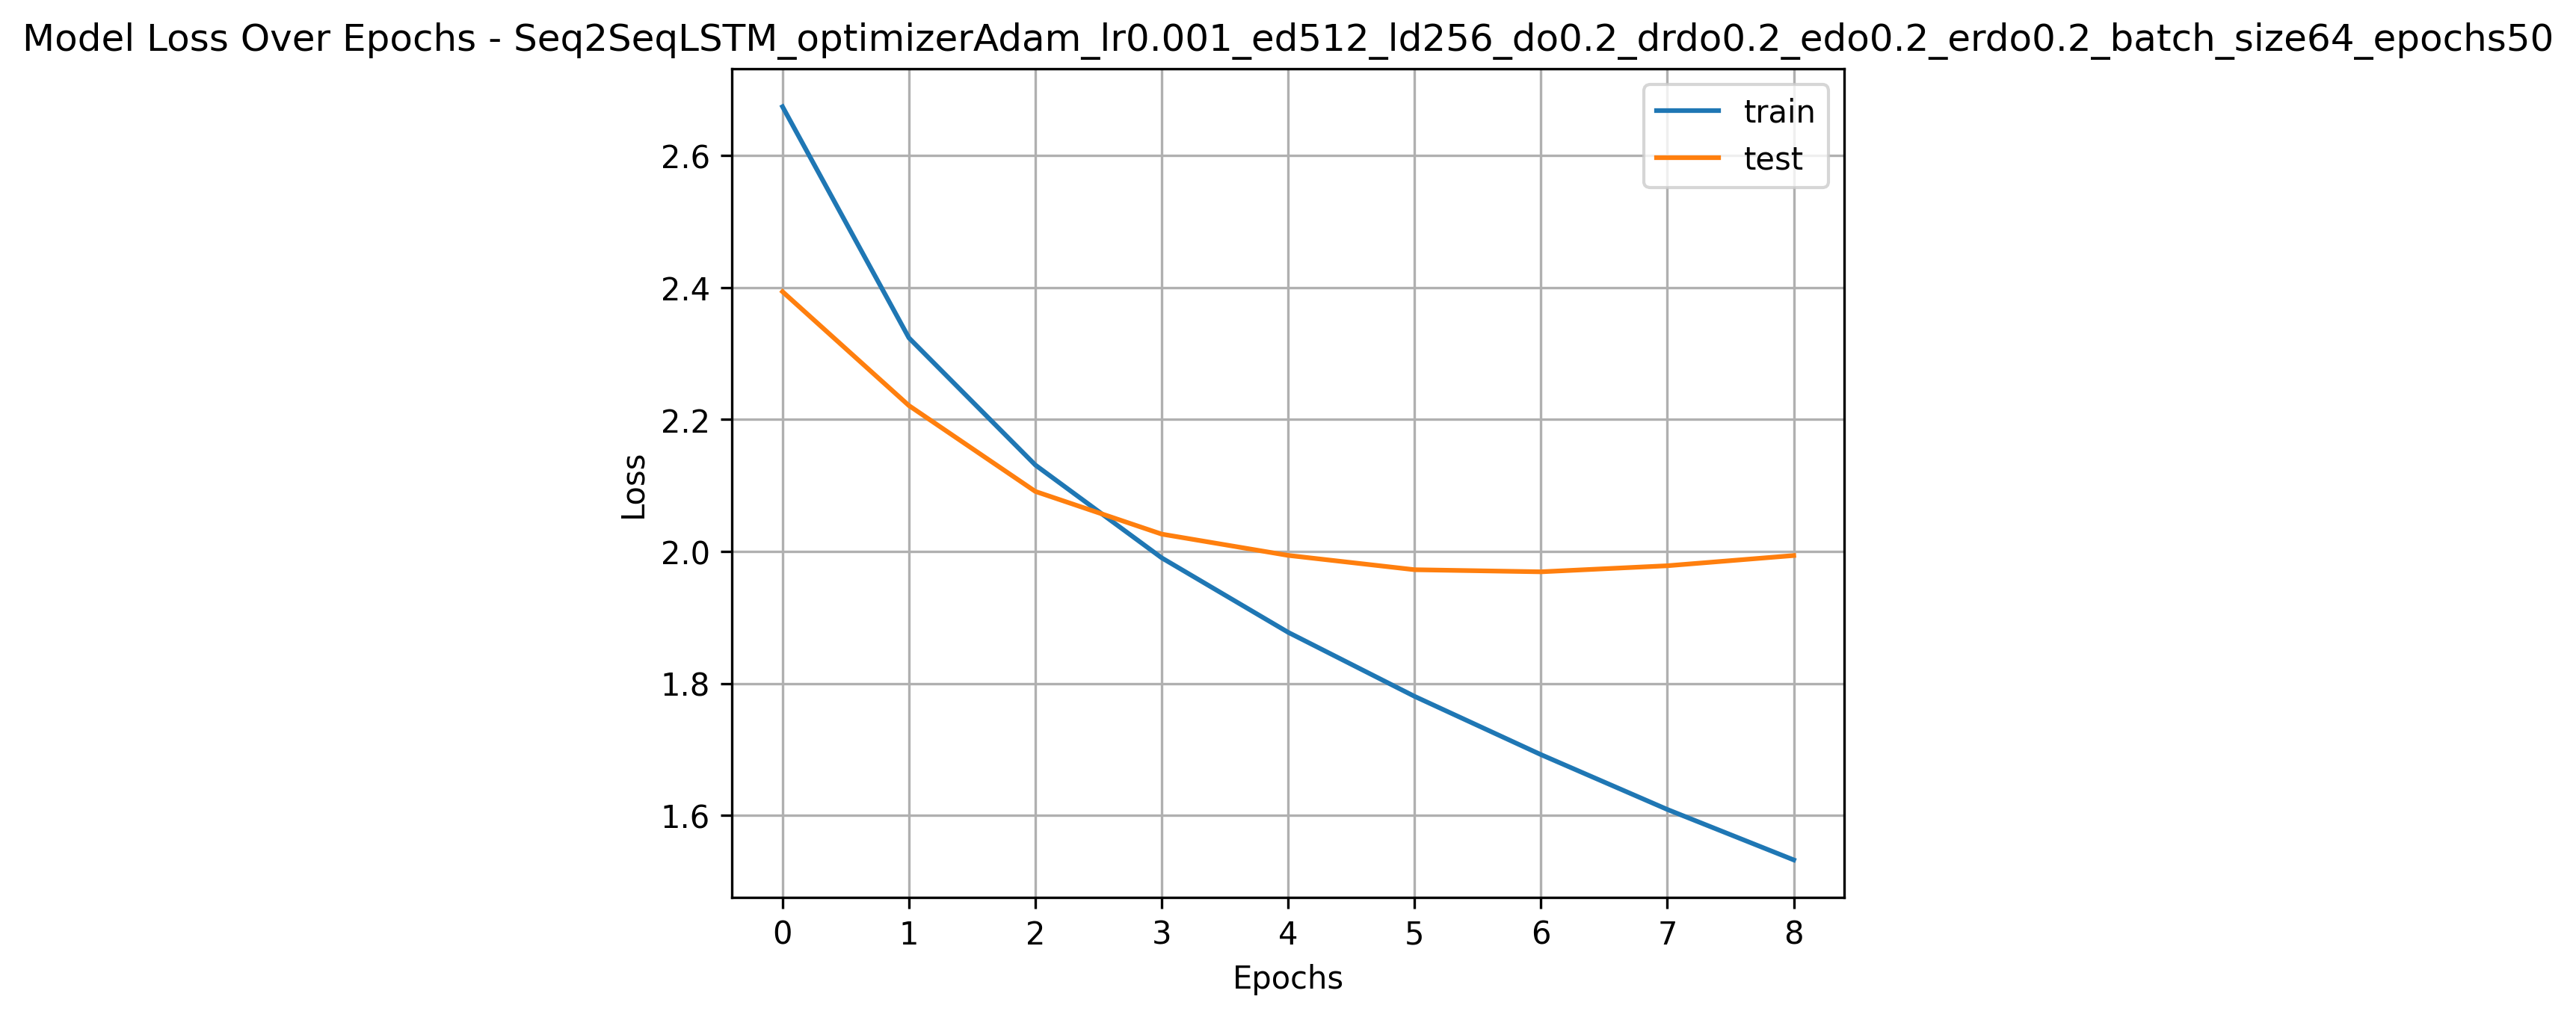 Model Loss Over Epochs - Seq2SeqLSTM_optimizerAdam_lr0.001_ed512_ld256_do0.2_drdo0.2_edo0.2_erdo0.2_batch_size64_epochs50
train
test
2.6
2.4
2.2
2.0
1.8
1.6
Loss
0 1 2 3 4 5 6 7 8
Epochs